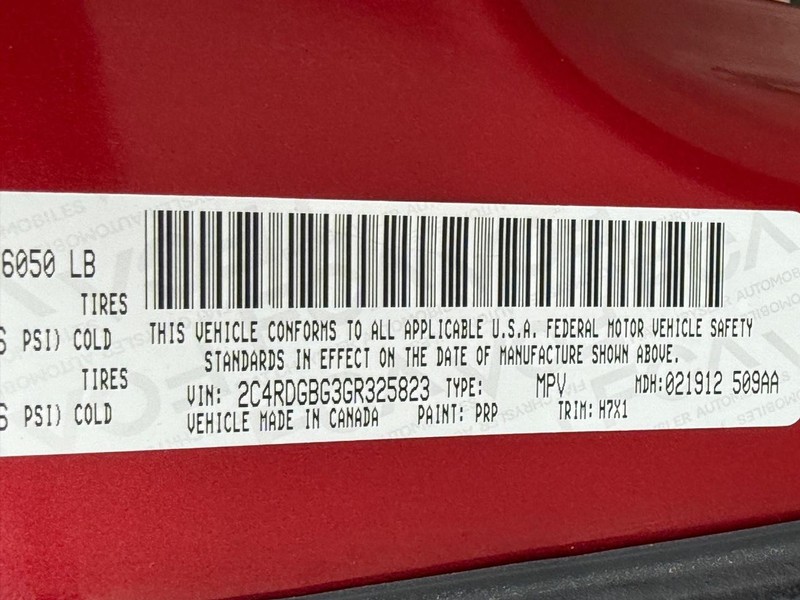 6050 LB
TIRES
PSI) COLD
TIRES
PSI) COLD
THIS VEHICLE CONFORMS TO ALL APPLICABLE U.S.A. FEDERAL MOTOR VEHICLE SAFETY
STANDARDS IN EFFECT ON THE DATE OF MANUFACTURE SHOWN ABOVE.
VIN: 2C4RDGBG3GR325823 TYPE: MPV MDH:021912 509AA
VEHICLE MADE IN CANADA PAINT: PRP TRIM: H7X1